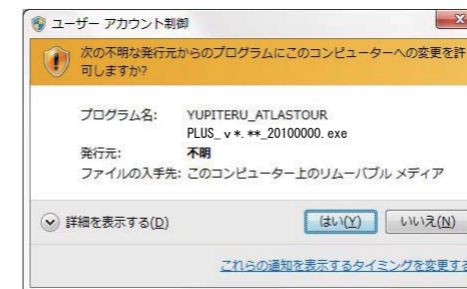 ユーザー アカウント制御
次の不明な発行元からのプログラムにこのコンピューターへの変更を許
可しますか?
プログラム名: YUPITERU_ATLASTOUR
PLUS_v*.**_20100000.exe
発行元: 不明
ファイルの入手先: このコンピューター上のリムーバブル メディア
詳細を表示する(D) はい(Y) いいえ(N)
これらの通知を表示するタイミングを変更する